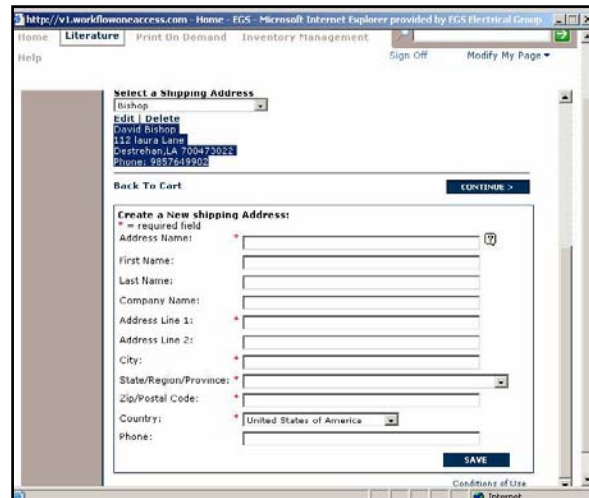 http://v1.workflowoneaccess.com - Home - EGS - Microsoft Internet Explorer provided by EGS Electrical Group
Home Literature Print On Demand Inventory Management
Help Sign Off Modify My Page
Select a Shipping Address
Bishop
Edit | Delete
David Bishop
112 laura Lane
Destrehan,LA 700473022
Phone: 9857649902
Back To Cart CONTINUE >
Create a New shipping Address:
* = required field
Address Name: * ?
First Name:
Last Name:
Company Name:
Address Line 1: *
Address Line 2:
City: *
State/Region/Province: *
Zip/Postal Code: *
Country: * United States of America
Phone:
SAVE
Conditions of Use
Internet